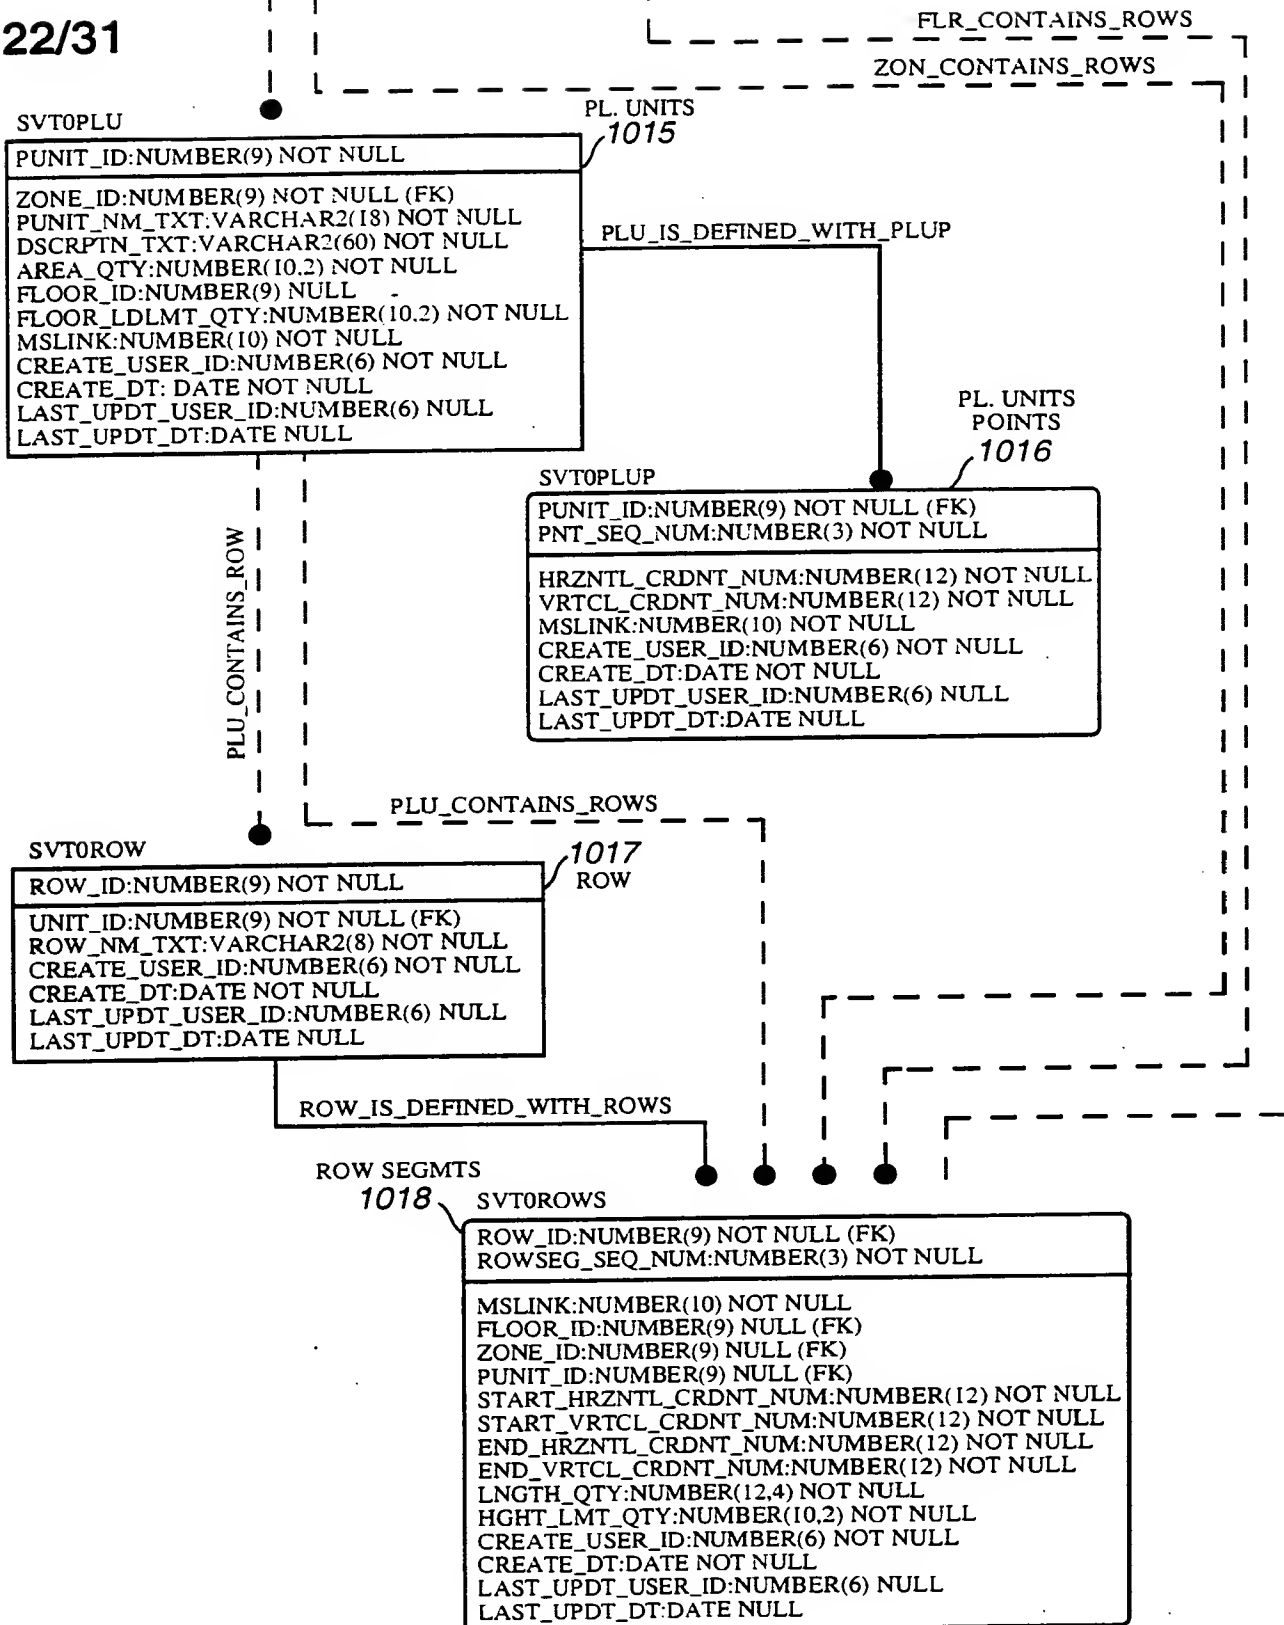 22/31
FLR_CONTAINS_ROWS
ZON_CONTAINS_ROWS
SVT0PLU
PL. UNITS
1015
PUNIT_ID:NUMBER(9) NOT NULL
ZONE_ID:NUMBER(9) NOT NULL (FK)
PUNIT_NM_TXT:VARCHAR2(18) NOT NULL
DSCRPTN_TXT:VARCHAR2(60) NOT NULL
AREA_QTY:NUMBER(10,2) NOT NULL
FLOOR_ID:NUMBER(9) NULL
FLOOR_LDLMT_QTY:NUMBER(10,2) NOT NULL
MSLINK:NUMBER(10) NOT NULL
CREATE_USER_ID:NUMBER(6) NOT NULL
CREATE_DT: DATE NOT NULL
LAST_UPDT_USER_ID:NUMBER(6) NULL
LAST_UPDT_DT:DATE NULL
PLU_IS_DEFINED_WITH_PLUP
PL. UNITS
POINTS
1016
SVT0PLUP
PUNIT_ID:NUMBER(9) NOT NULL (FK)
PNT_SEQ_NUM:NUMBER(3) NOT NULL
HRZNTL_CRDNT_NUM:NUMBER(12) NOT NULL
VRTCL_CRDNT_NUM:NUMBER(12) NOT NULL
MSLINK:NUMBER(10) NOT NULL
CREATE_USER_ID:NUMBER(6) NOT NULL
CREATE_DT:DATE NOT NULL
LAST_UPDT_USER_ID:NUMBER(6) NULL
LAST_UPDT_DT:DATE NULL
PLU_CONTAINS_ROW
PLU_CONTAINS_ROWS
SVT0ROW
1017
ROW
ROW_ID:NUMBER(9) NOT NULL
UNIT_ID:NUMBER(9) NOT NULL (FK)
ROW_NM_TXT:VARCHAR2(8) NOT NULL
CREATE_USER_ID:NUMBER(6) NOT NULL
CREATE_DT:DATE NOT NULL
LAST_UPDT_USER_ID:NUMBER(6) NULL
LAST_UPDT_DT:DATE NULL
ROW_IS_DEFINED_WITH_ROWS
ROW SEGMTS
1018
SVT0ROWS
ROW_ID:NUMBER(9) NOT NULL (FK)
ROWSEG_SEQ_NUM:NUMBER(3) NOT NULL
MSLINK:NUMBER(10) NOT NULL
FLOOR_ID:NUMBER(9) NULL (FK)
ZONE_ID:NUMBER(9) NULL (FK)
PUNIT_ID:NUMBER(9) NULL (FK)
START_HRZNTL_CRDNT_NUM:NUMBER(12) NOT NULL
START_VRTCL_CRDNT_NUM:NUMBER(12) NOT NULL
END_HRZNTL_CRDNT_NUM:NUMBER(12) NOT NULL
END_VRTCL_CRDNT_NUM:NUMBER(12) NOT NULL
LNGTH_QTY:NUMBER(12,4) NOT NULL
HGHT_LMT_QTY:NUMBER(10,2) NOT NULL
CREATE_USER_ID:NUMBER(6) NOT NULL
CREATE_DT:DATE NOT NULL
LAST_UPDT_USER_ID:NUMBER(6) NULL
LAST_UPDT_DT:DATE NULL